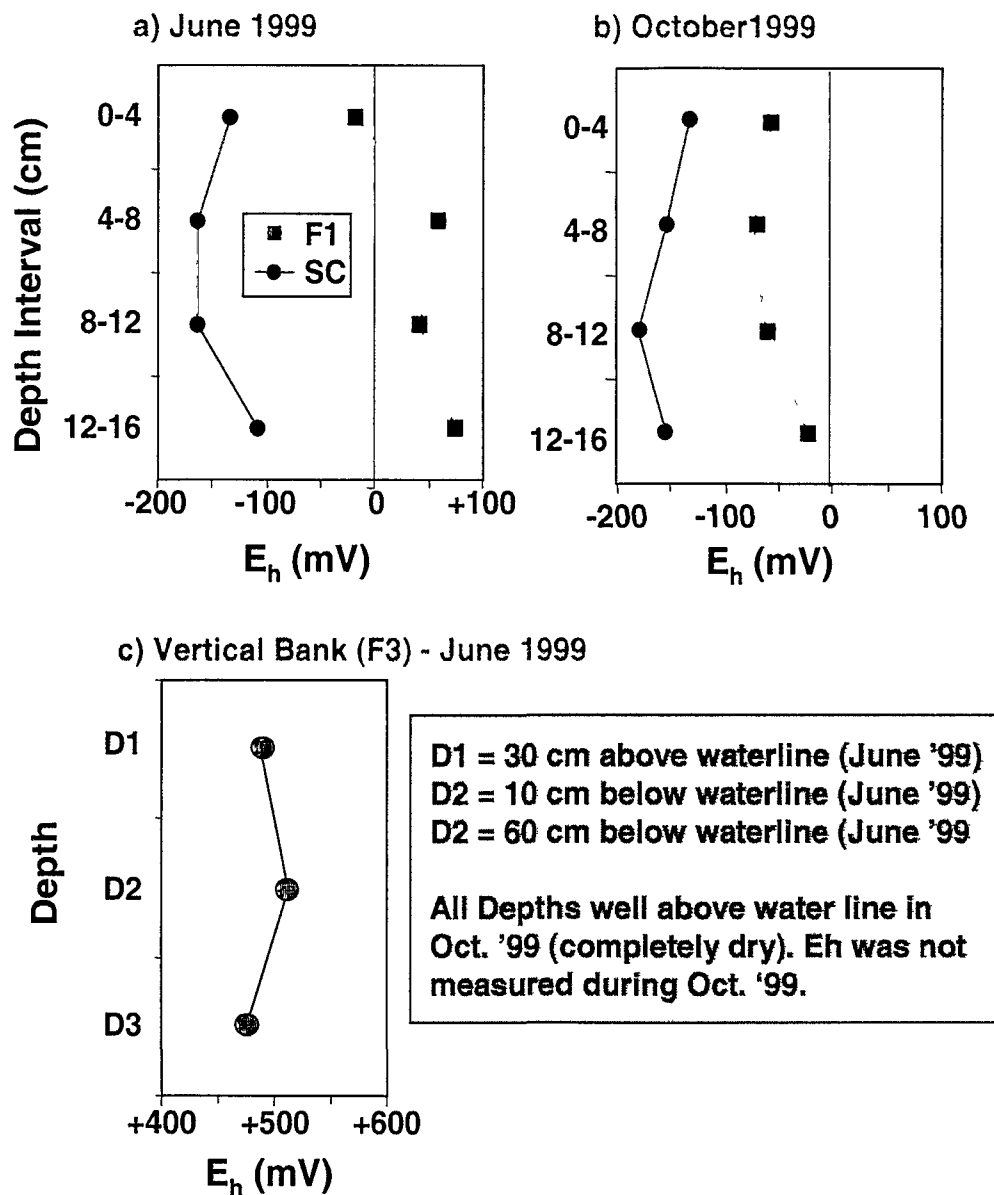 a) June 1999
b) October1999
Depth Interval (cm)
0-4
4-8
8-12
12-16
F1
SC
-200 -100 0 +100
Eh (mV)
0-4
4-8
8-12
12-16
-200 -100 0 100
Eh (mV)
c) Vertical Bank (F3) - June 1999
Depth
D1
D2
D3
+400 +500 +600
Eh (mV)
D1 = 30 cm above waterline (June '99)
D2 = 10 cm below waterline (June '99)
D2 = 60 cm below waterline (June '99
All Depths well above water line in
Oct. '99 (completely dry). Eh was not
measured during Oct. '99.